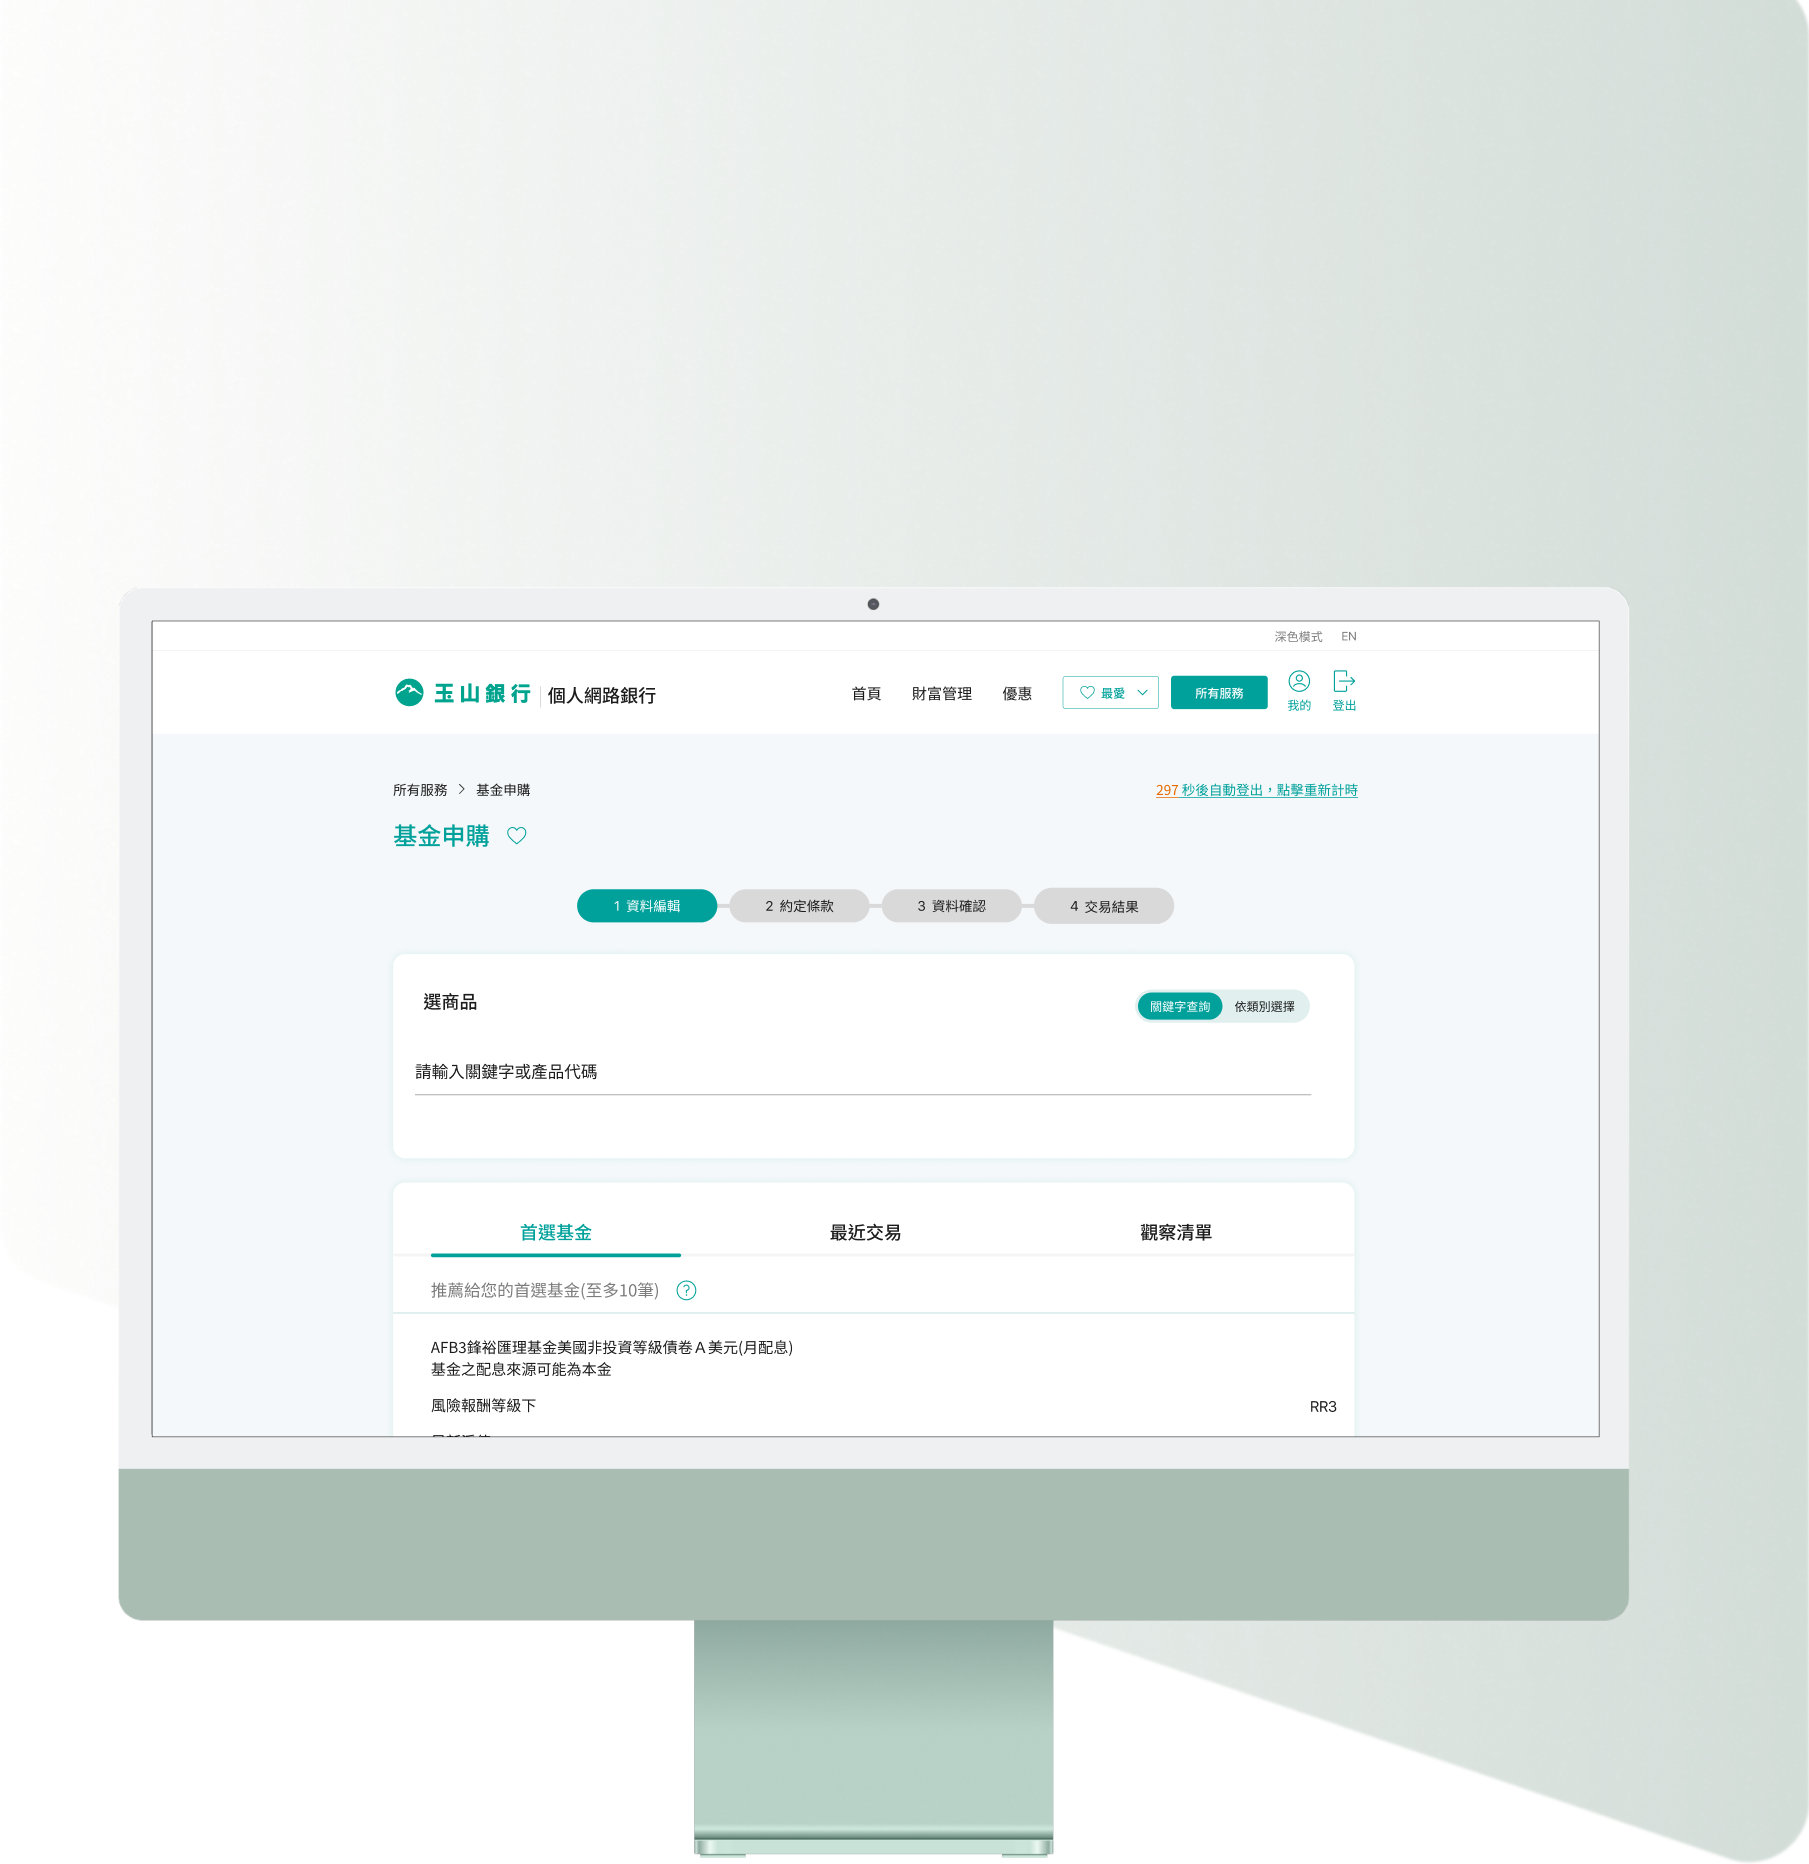 深色模式 EN
玉山銀行 個人網路銀行 首頁 財富管理 優惠 最愛 所有服務 我的 登出
所有服務 > 基金申購 297 秒後自動登出，點擊重新計時
基金申購
1 資料編輯 2 約定條款 3 資料確認 4 交易結果
選商品 關鍵字查詢 依類別選擇
請輸入關鍵字或產品代碼
首選基金 最近交易 觀察清單
推薦給您的首選基金(至多10筆) ?
AFB3鋒裕匯理基金美國非投資等級債卷 A 美元(月配息)
基金之配息來源可能為本金
風險報酬等級下 RR3